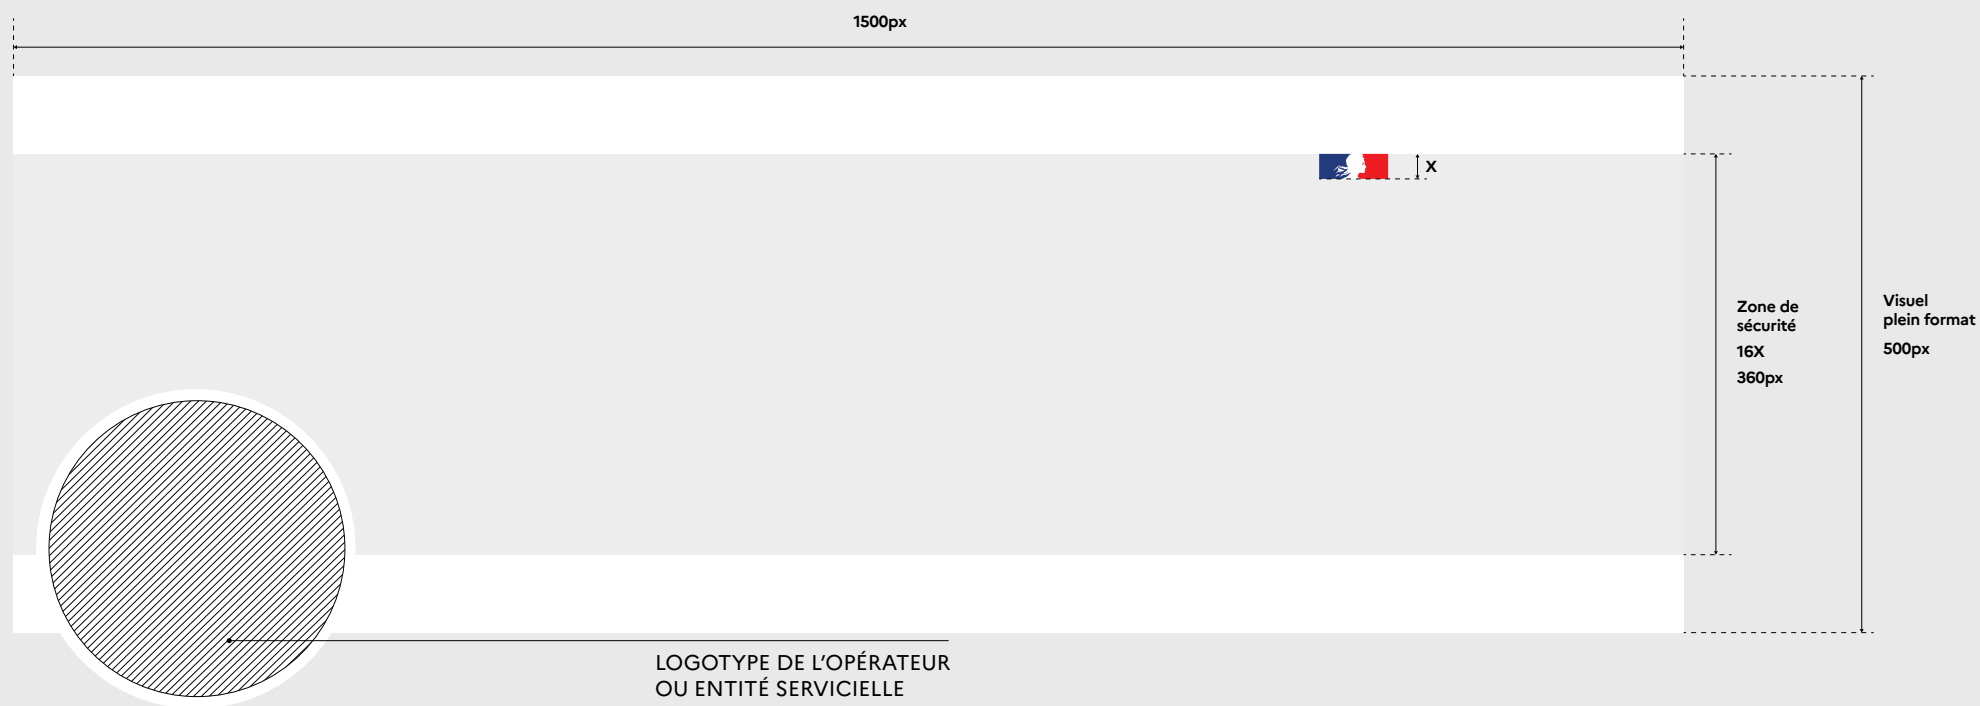 1500px
X
Zone de
sécurité
16X
360px
Visuel
plein format
500px
LOGOTYPE DE L’OPÉRATEUR
OU ENTITÉ SERVICIELLE